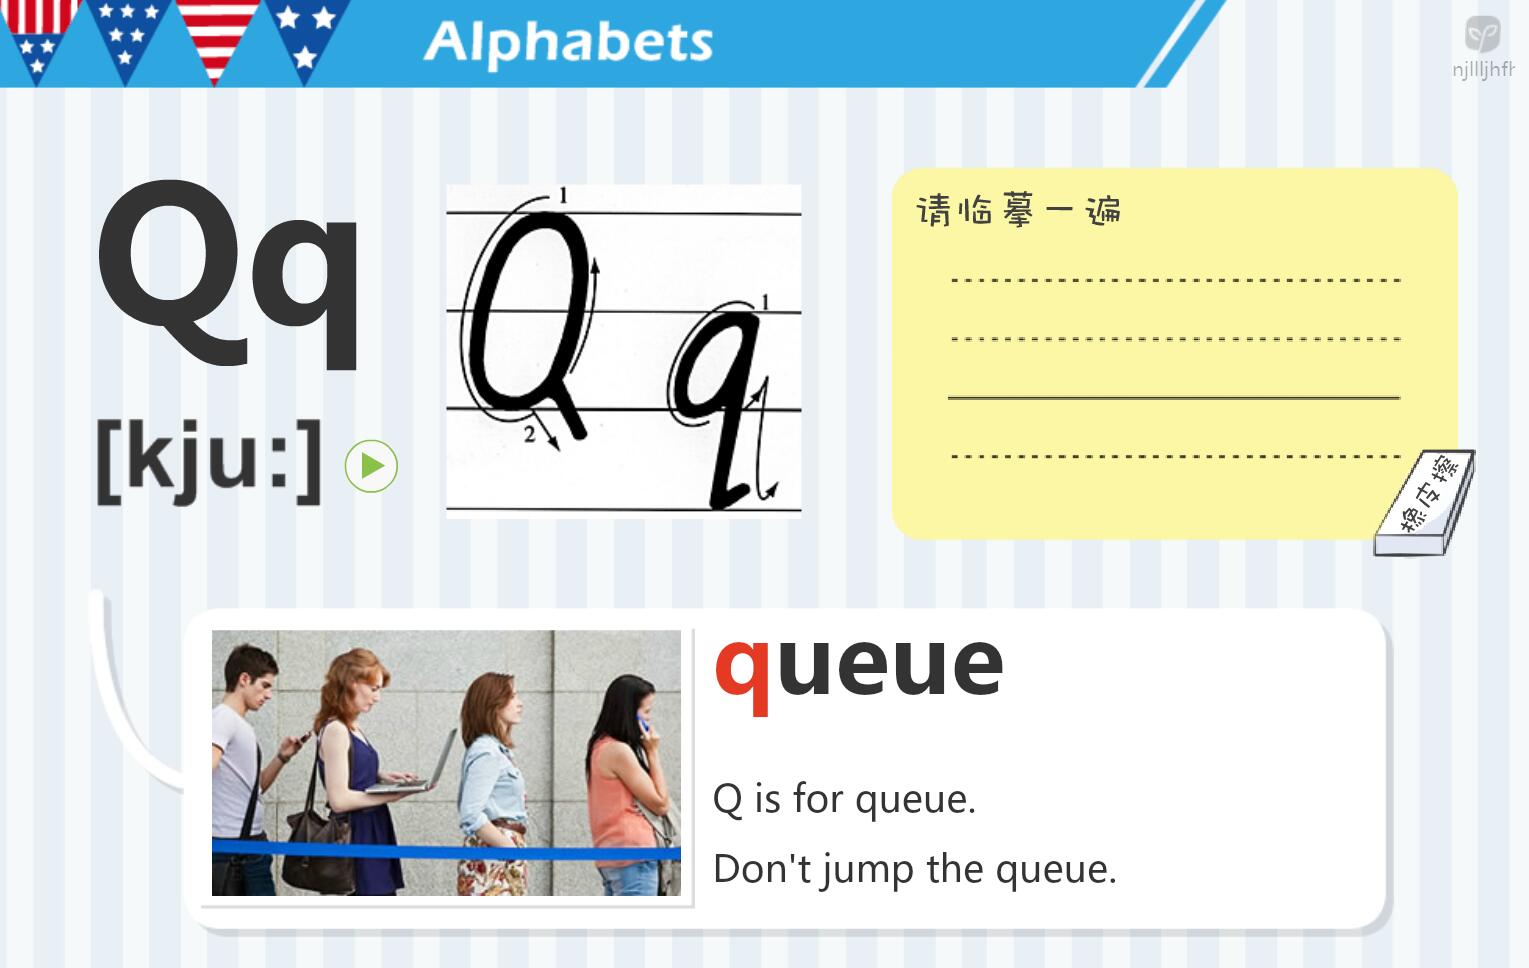 Alphabets
njllljhfh
Qq
[kju:]
1
2
Q q
1
请临摹一遍
橡皮擦
queue
Q is for queue.
Don't jump the queue.